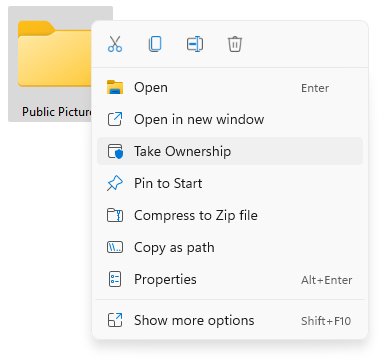 Public Picture
Open Enter
Open in new window
Take Ownership
Pin to Start
Compress to Zip file
Copy as path
Properties Alt+Enter
Show more options Shift+F10